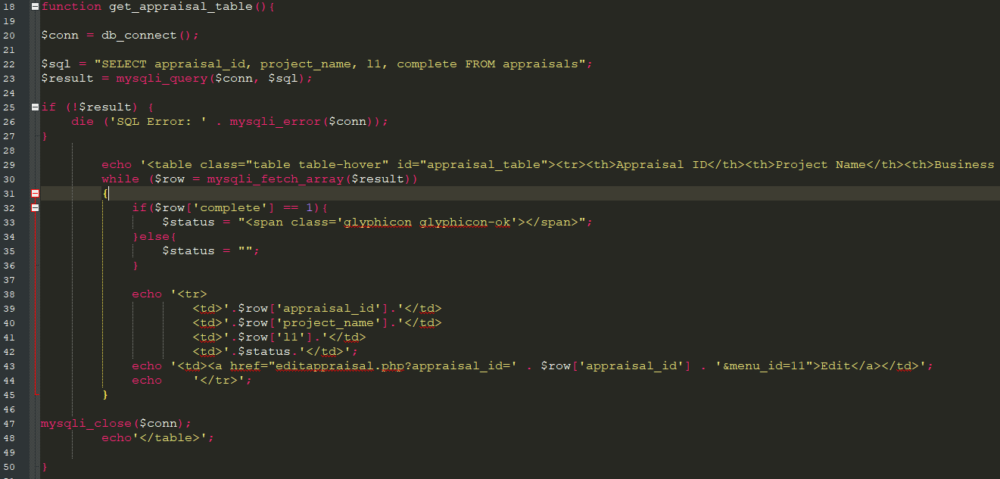 18 function get_appraisal_table(){
19
20 $conn = db_connect();
21
22 $sql = "SELECT appraisal_id, project_name, l1, complete FROM appraisals";
23 $result = mysqli_query($conn, $sql);
24
25 if (!$result) {
26     die ('SQL Error: ' . mysqli_error($conn));
27 }
28
29         echo '<table class="table table-hover" id="appraisal_table"><tr><th>Appraisal ID</th><th>Project Name</th><th>Business
30         while ($row = mysqli_fetch_array($result))
31         {
32             if($row['complete'] == 1){
33                 $status = "<span class='glyphicon glyphicon-ok'></span>";
34             }else{
35                 $status = "";
36             }
37
38             echo '<tr>
39                     <td>'.$row['appraisal_id'].'</td>
40                     <td>'.$row['project_name'].'</td>
41                     <td>'.$row['l1'].'</td>
42                     <td>'.$status.'</td>';
43             echo '<td><a href="editappraisal.php?appraisal_id=' . $row['appraisal_id'] . '&menu_id=11">Edit</a></td>';
44             echo    '</tr>';
45         }
46
47 mysqli_close($conn);
48         echo'</table>';
49
50 }